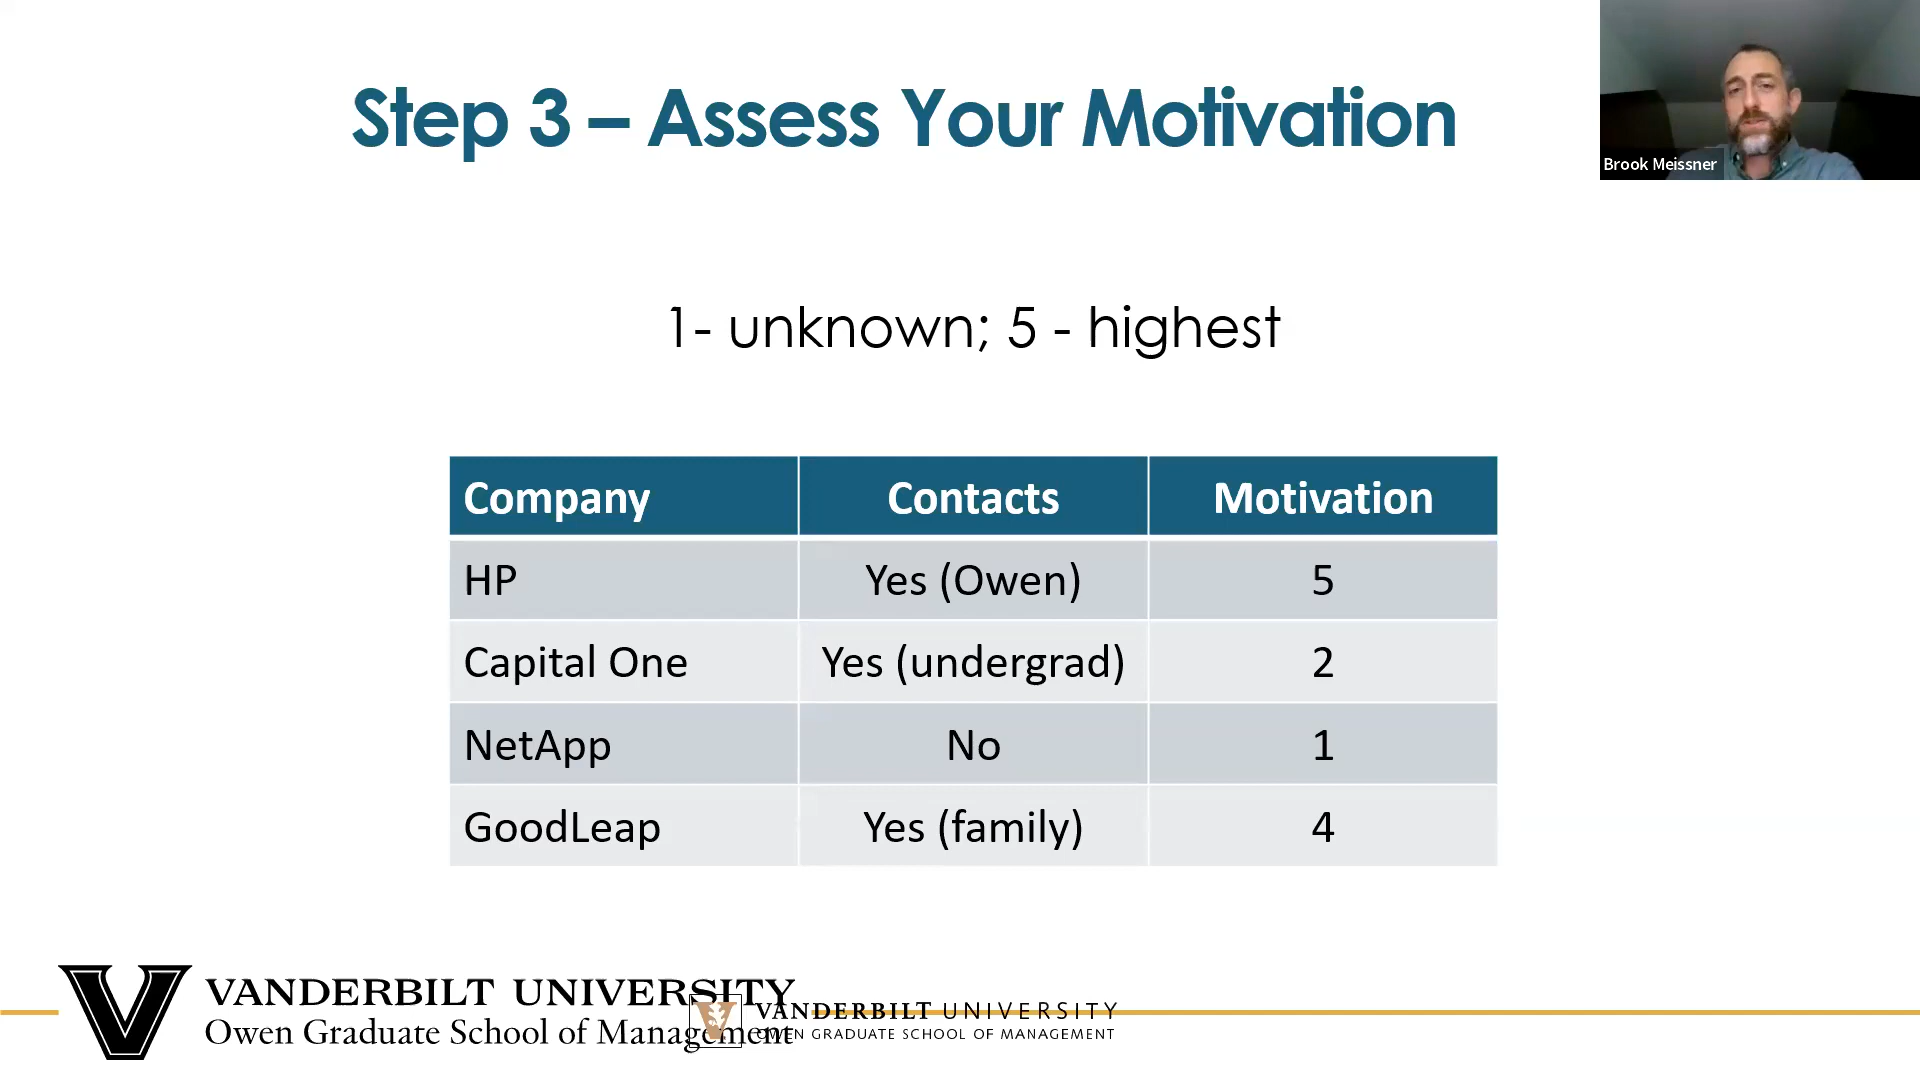 Step 3 – Assess Your Motivation
Brook Meissner
1- unknown; 5 - highest
Company Contacts Motivation
HP Yes (Owen) 5
Capital One Yes (undergrad) 2
NetApp No 1
GoodLeap Yes (family) 4
VANDERBILT UNIVERSITY
Owen Graduate School of Management
VANDERBILT UNIVERSITY
OWEN GRADUATE SCHOOL OF MANAGEMENT